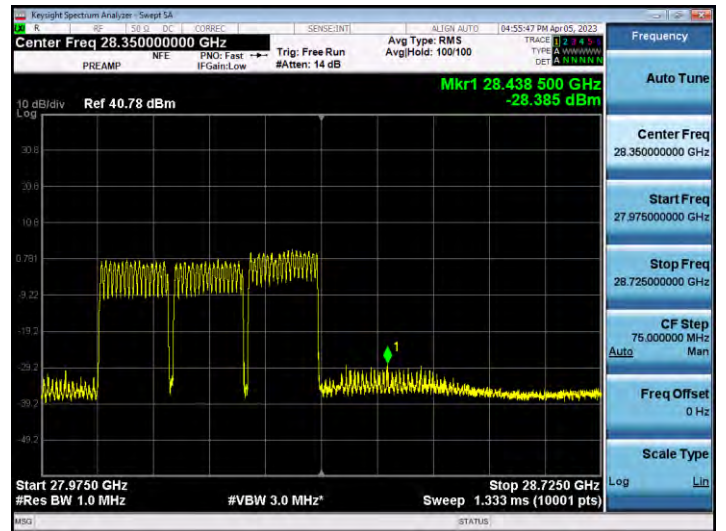 Keysight Spectrum Analyzer - Swept SA
R RF 50 Ω DC CORREC SENSE:INT ALIGN AUTO 04:55:47 PM Apr 05, 2023
Center Freq 28.350000000 GHz
PREAMP NFE PNO: Fast IFGain:Low
Trig: Free Run
#Atten: 14 dB
Avg Type: RMS
Avg|Hold: 100/100
TRACE 1 2 3 4 5 6
TYPE A WWWWW
DET A N N N N N
Mkr1 28.438 500 GHz
-28.385 dBm
10 dB/div Ref 40.78 dBm
Log
30.8
20.8
10.8
0.781
-9.22
-19.2
-29.2
-39.2
-49.2
1
Start 27.9750 GHz Stop 28.7250 GHz
#Res BW 1.0 MHz #VBW 3.0 MHz* Sweep 1.333 ms (10001 pts)
MSG STATUS
Frequency
Auto Tune
Center Freq
28.350000000 GHz
Start Freq
27.975000000 GHz
Stop Freq
28.725000000 GHz
CF Step
75.000000 MHz
Auto Man
Freq Offset
0 Hz
Scale Type
Log Lin